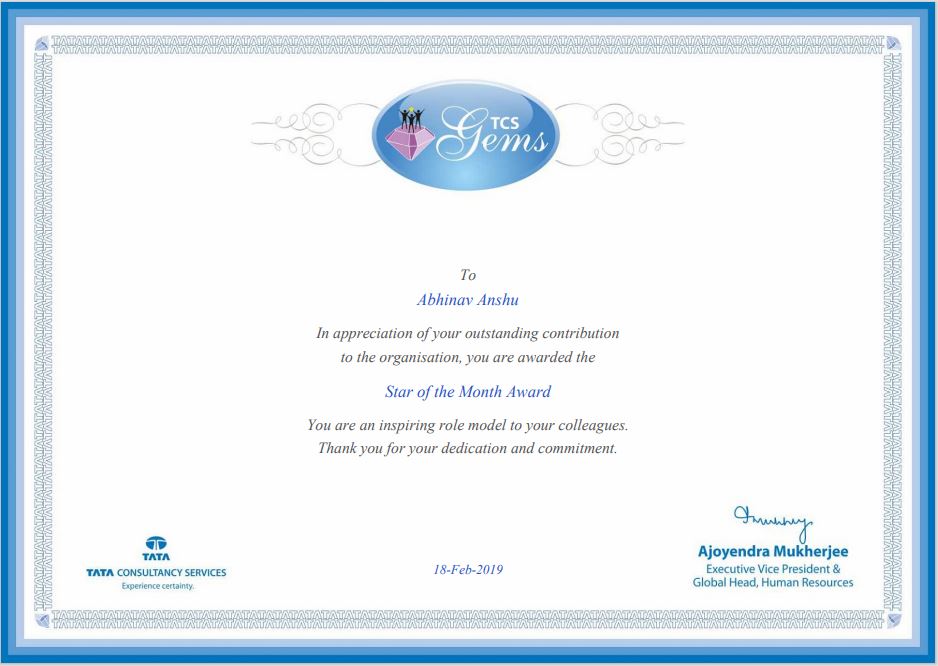 TCS
Gems
To
Abhinav Anshu
In appreciation of your outstanding contribution
to the organisation, you are awarded the
Star of the Month Award
You are an inspiring role model to your colleagues.
Thank you for your dedication and commitment.
TATA
TATA CONSULTANCY SERVICES
Experience certainty.
18-Feb-2019
Ajoyendra Mukherjee
Executive Vice President &
Global Head, Human Resources